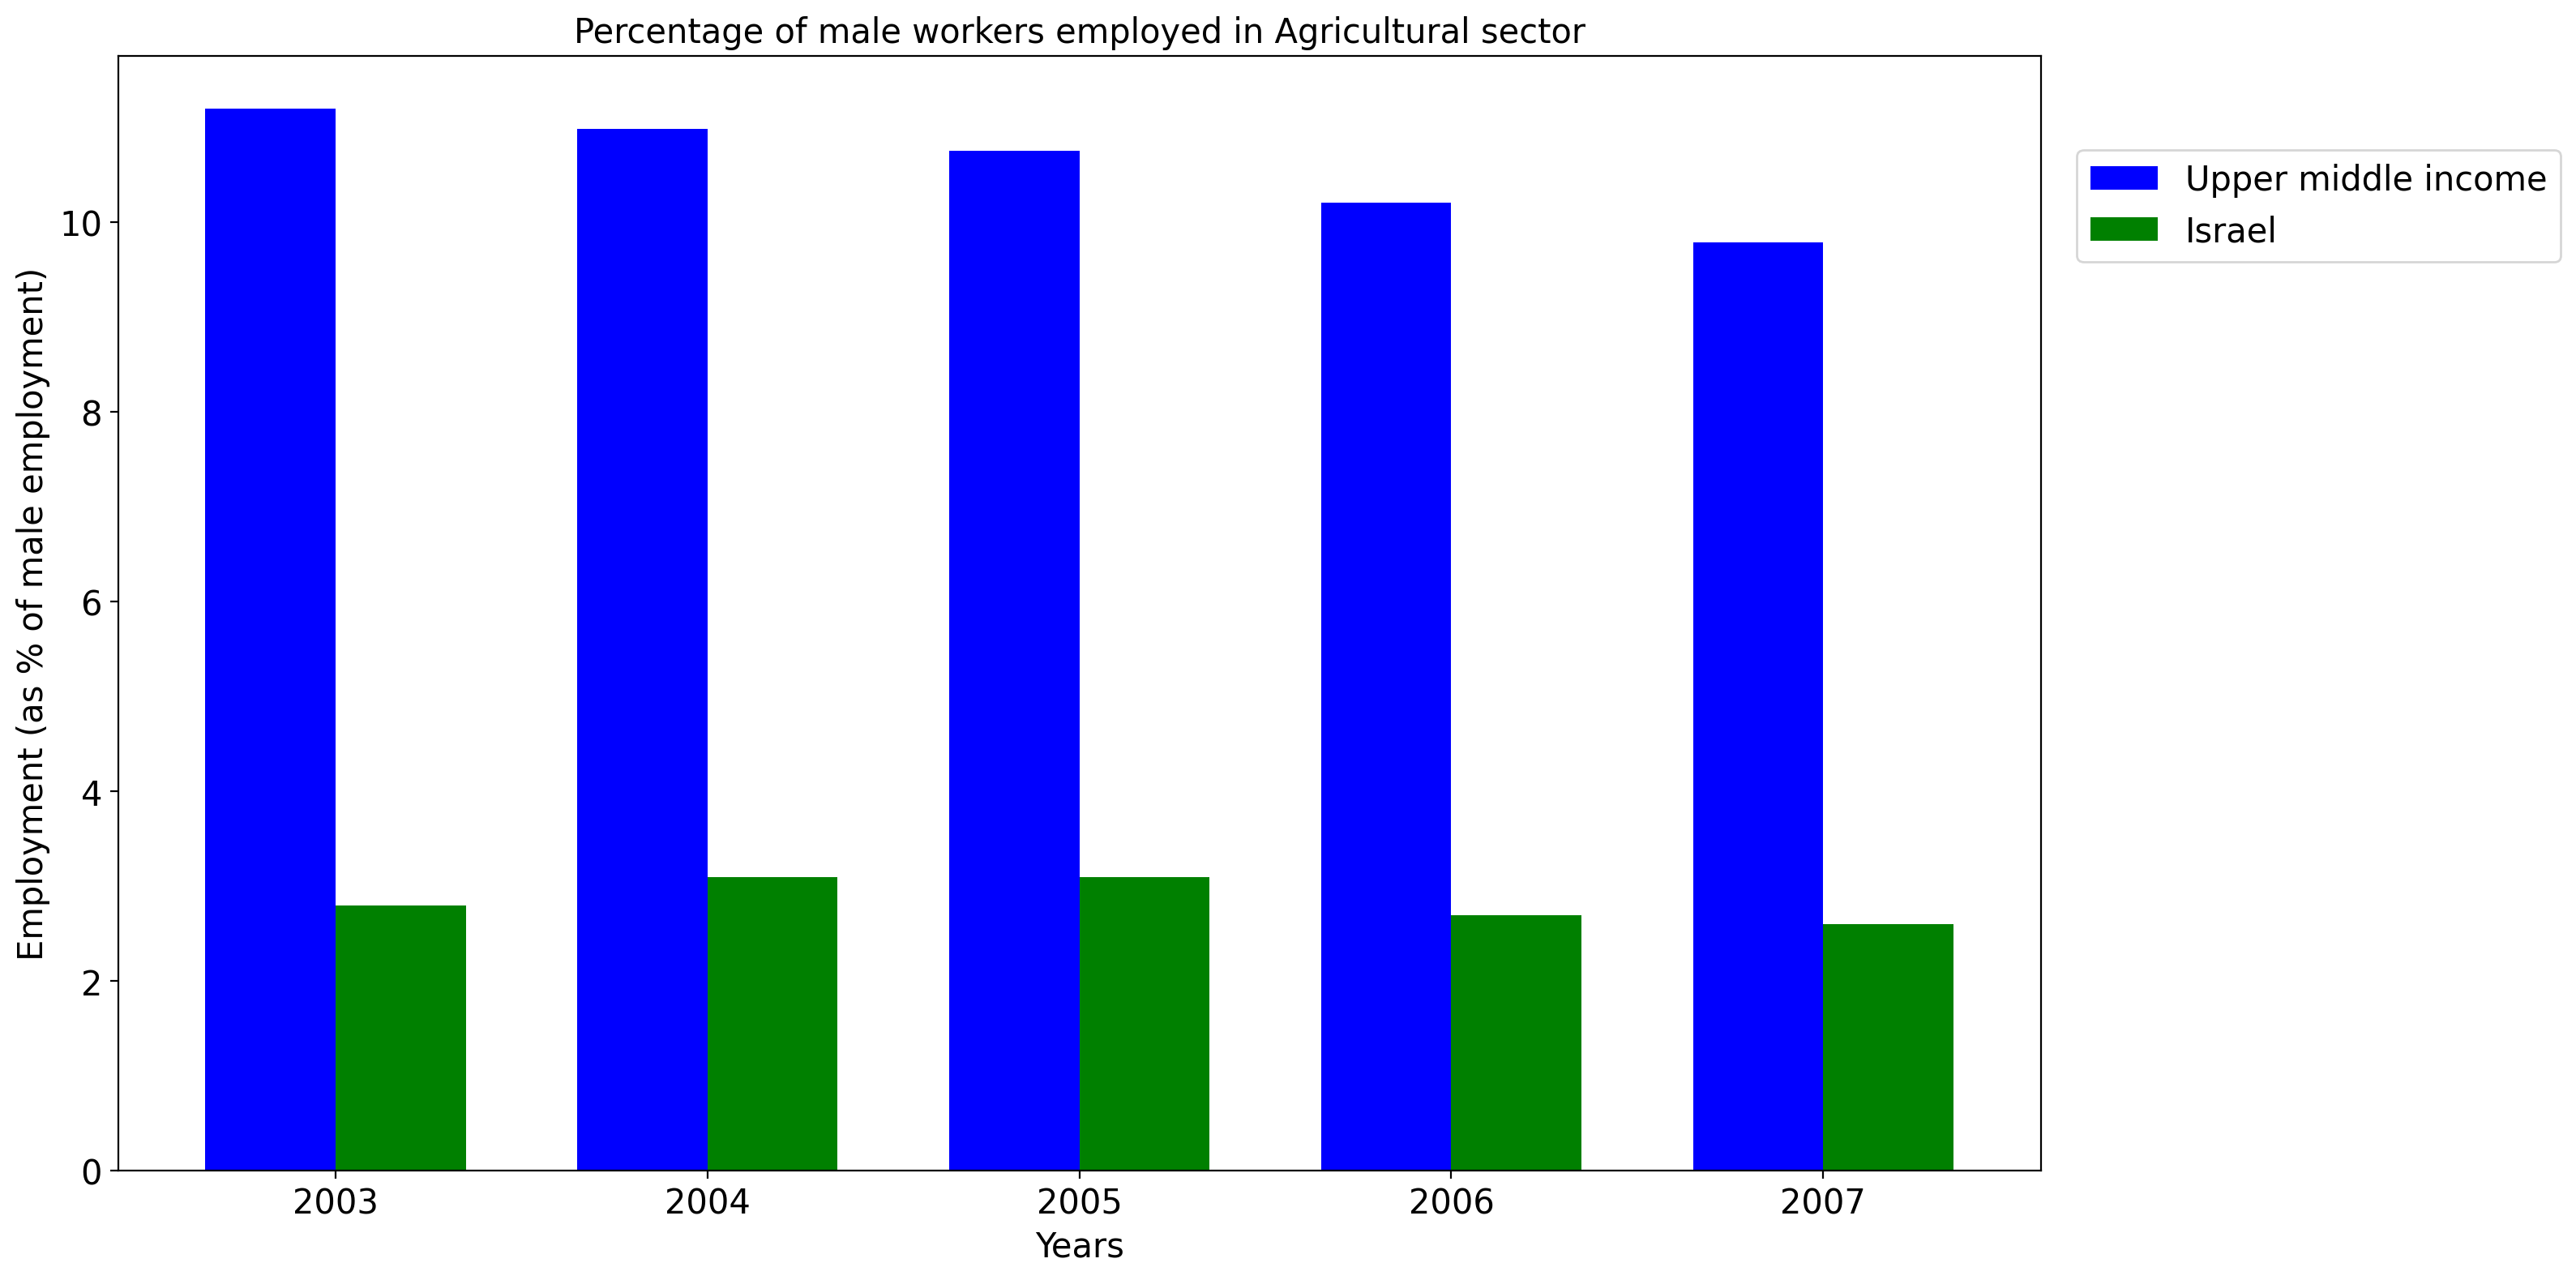 Percentage of male workers employed in Agricultural sector
Employment (as % of male employment)
10
8
6
4
2
0
2003 2004 2005 2006 2007
Years
Upper middle income
Israel